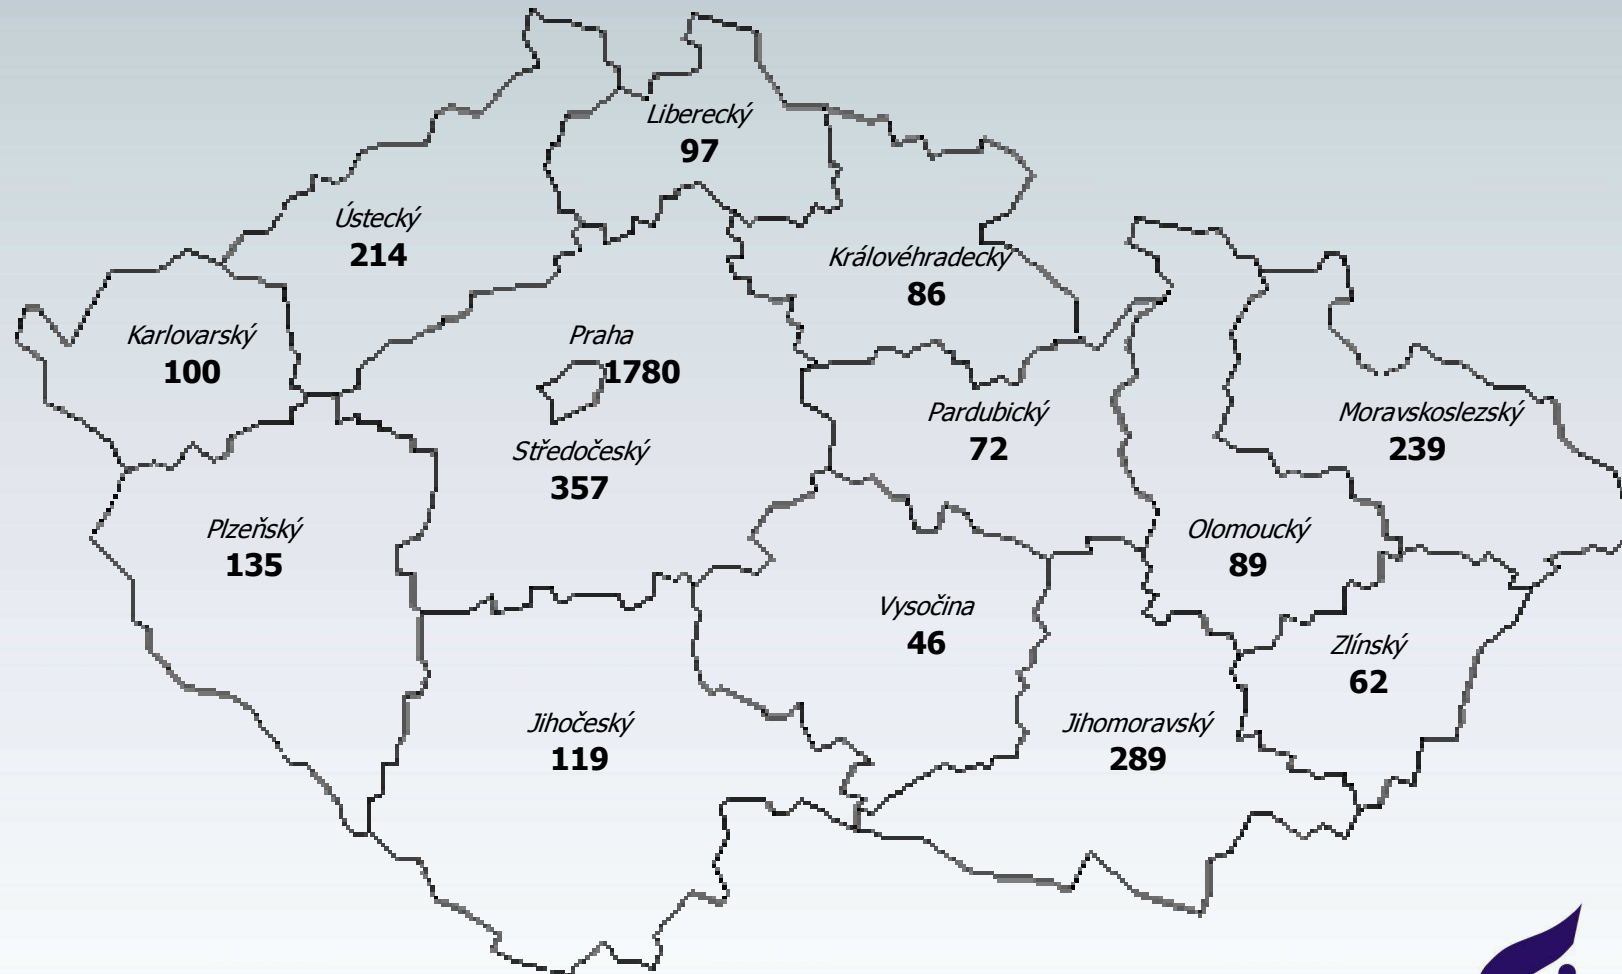 Liberecký
97
Ústecký
214
Královéhradecký
86
Karlovarský
100
Praha
1780
Pardubický
72
Moravskoslezský
239
Středočeský
357
Plzeňský
135
Olomoucký
89
Vysočina
46
Zlínský
62
Jihočeský
119
Jihomoravský
289